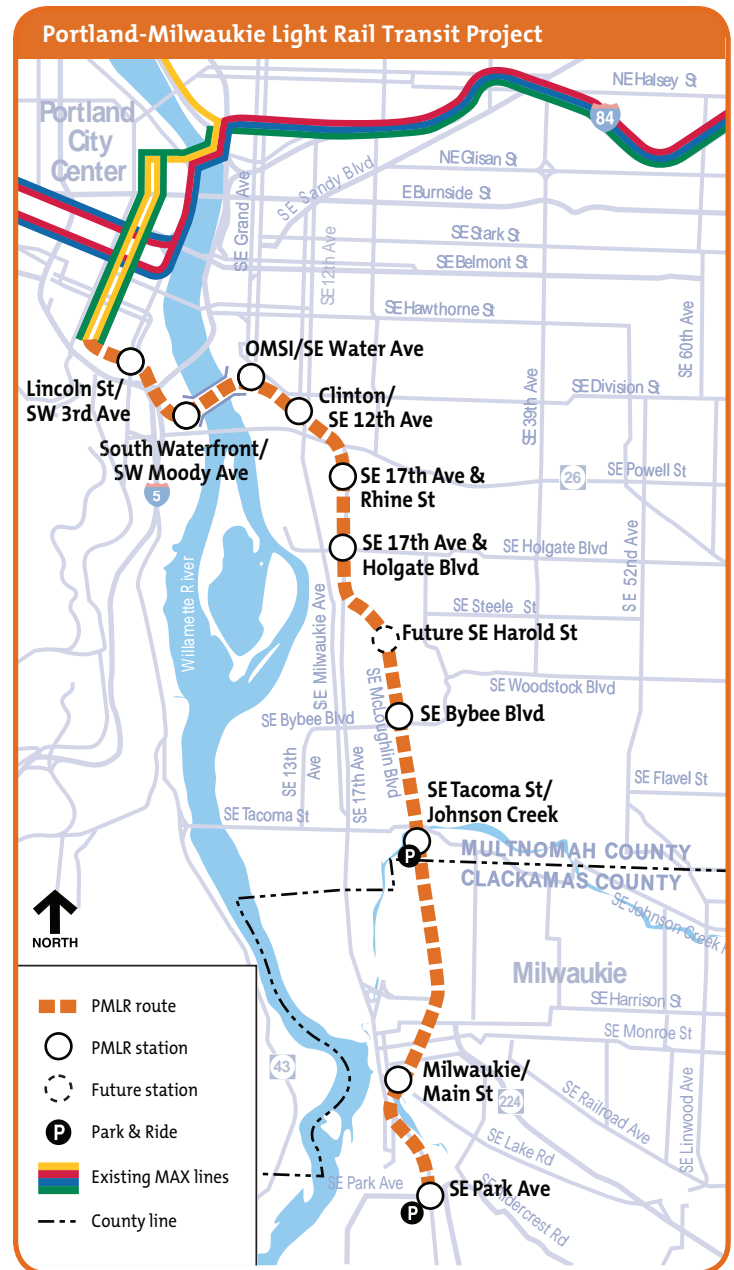 Portland-Milwaukie Light Rail Transit Project
NE Halsey St
Portland
City
Center
84
NE Glisan St
SE Sandy Blvd
E Burnside St
SE Grand Ave
SE 12th Ave
SE Stark St
SE Belmont St
SE Hawthorne St
SE 60th Ave
OMSI/SE Water Ave
Lincoln St/
SW 3rd Ave
SE Division St
SE 39th Ave
Clinton/
SE 12th Ave
South Waterfront/
SW Moody Ave
5
SE 17th Ave &
Rhine St
26
SE Powell St
SE 17th Ave &
Holgate Blvd
SE Holgate Blvd
SE 52nd Ave
Willamette River
SE Milwaukie Ave
SE Steele St
Future SE Harold St
SE McLoughlin Blvd
SE Woodstock Blvd
SE Bybee Blvd
SE Bybee Blvd
SE 13th
Ave
SE 17th Ave
SE Flavel St
SE Tacoma St/
Johnson Creek
SE Tacoma St
P
MULTNOMAH COUNTY
CLACKAMAS COUNTY
SE Johnson Creek
NORTH
Milwaukie
SE Harrison St
SE Monroe St
43
Milwaukie/
Main St
224
SE Railroad Ave
SE Linwood Ave
SE Lake Rd
SE Park Ave
SE Park Ave
P
PMLR route
PMLR station
Future station
P
Park & Ride
Existing MAX lines
County line